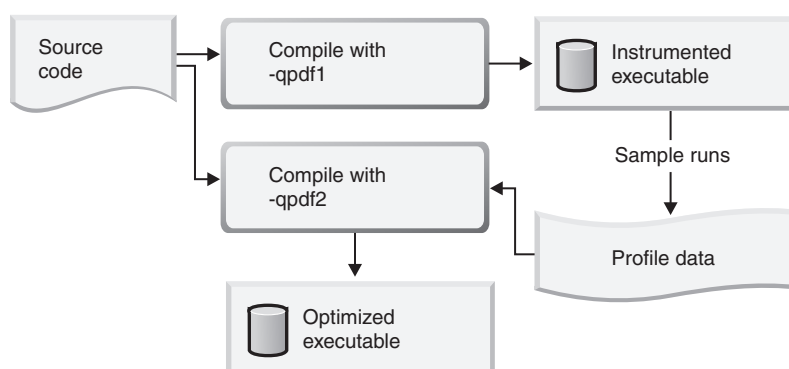 Source
code
Compile with
-qpdf1
Instrumented
executable
Sample runs
Compile with
-qpdf2
Profile data
Optimized
executable